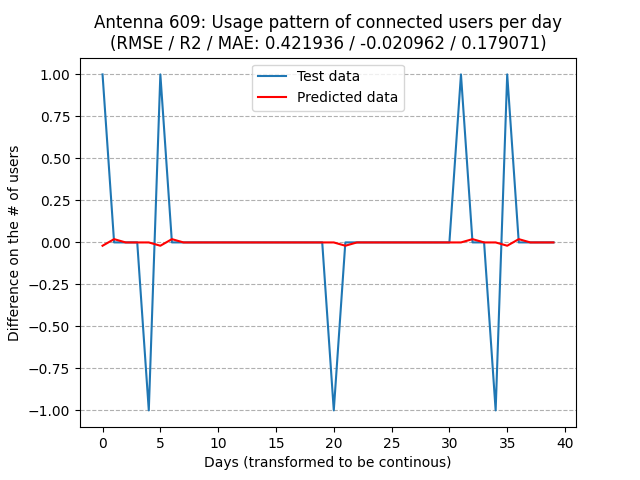 Antenna 609: Usage pattern of connected users per day
(RMSE / R2 / MAE: 0.421936 / -0.020962 / 0.179071)
Test data
Predicted data
Difference on the # of users
1.00
0.75
0.50
0.25
0.00
−0.25
−0.50
−0.75
−1.00
0 5 10 15 20 25 30 35 40
Days (transformed to be continous)